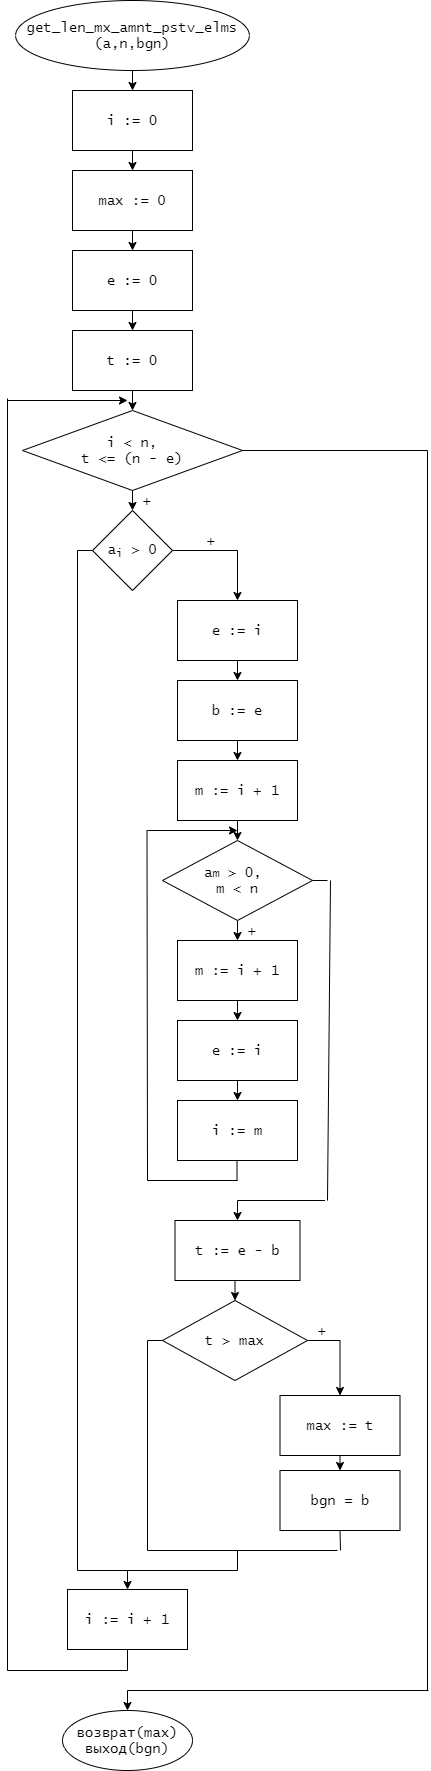 get_len_mx_amnt_pstv_elms
(a,n,bgn)
i := 0
max := 0
e := 0
t := 0
i < n,
t <= (n - e)
+
aᵢ > 0
+
e := i
b := e
m := i + 1
am > 0,
m < n
+
m := i + 1
e := i
i := m
t := e - b
t > max
+
max := t
bgn = b
i := i + 1
возврат(max)
выход(bgn)